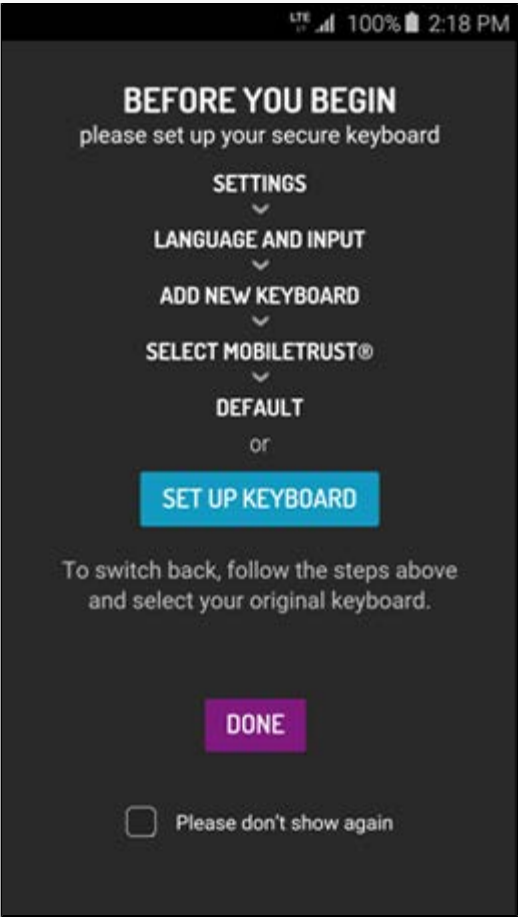 LTE 100% 2:18 PM
BEFORE YOU BEGIN
please set up your secure keyboard
SETTINGS
LANGUAGE AND INPUT
ADD NEW KEYBOARD
SELECT MOBILETRUST®
DEFAULT
or
SET UP KEYBOARD
To switch back, follow the steps above
and select your original keyboard.
DONE
Please don't show again